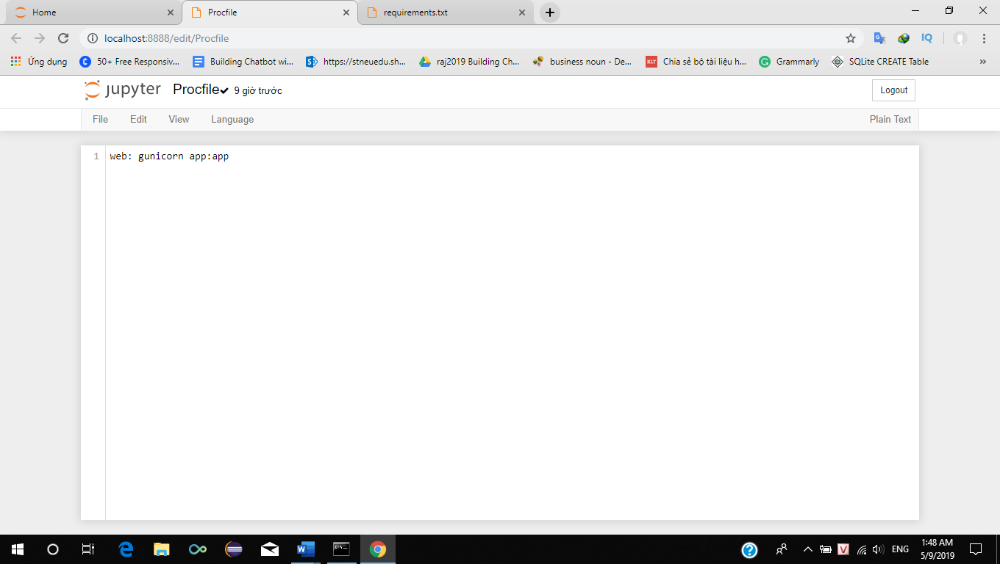 Home
Procfile
requirements.txt
localhost:8888/edit/Procfile
Ứng dụng
50+ Free Responsiv...
Building Chatbot wi...
https://stneuedu.sh...
raj2019 Building Ch...
business noun - De...
KLT
Chia sẻ bộ tài liệu h...
Grammarly
SQLite CREATE Table
jupyter
Procfile
9 giờ trước
Logout
File
Edit
View
Language
Plain Text
1
web: gunicorn app:app
ENG
1:48 AM
5/9/2019